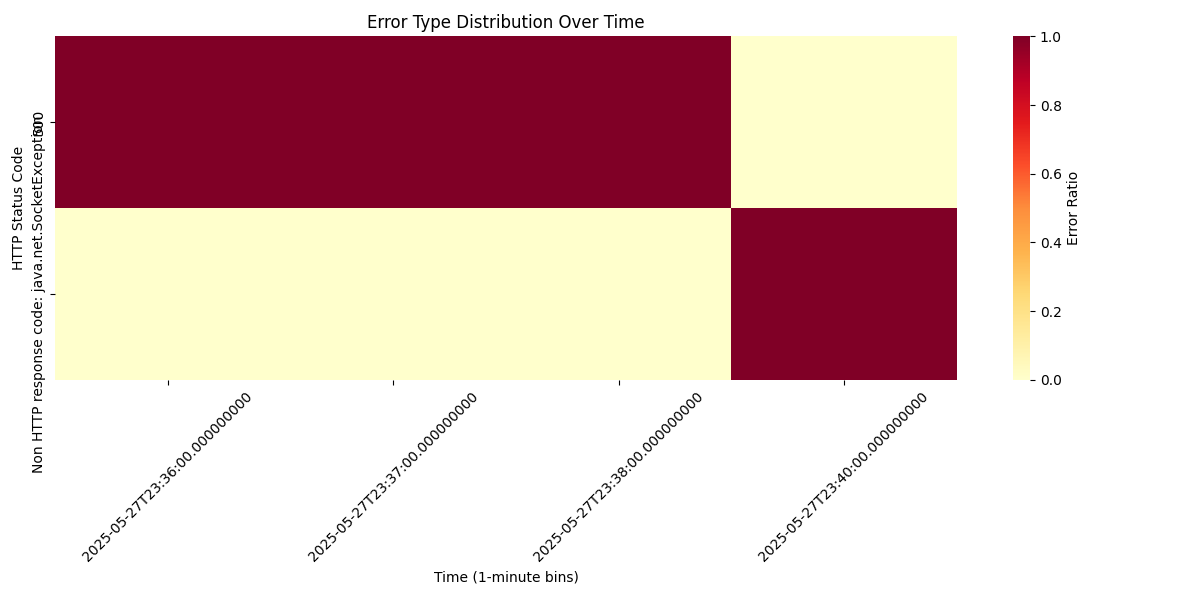 Error Type Distribution Over Time
HTTP Status Code
500
Non HTTP response code: java.net.SocketException
2025-05-27T23:36:00.000000000
2025-05-27T23:37:00.000000000
2025-05-27T23:38:00.000000000
2025-05-27T23:40:00.000000000
Time (1-minute bins)
1.0
0.8
0.6
0.4
0.2
0.0
Error Ratio